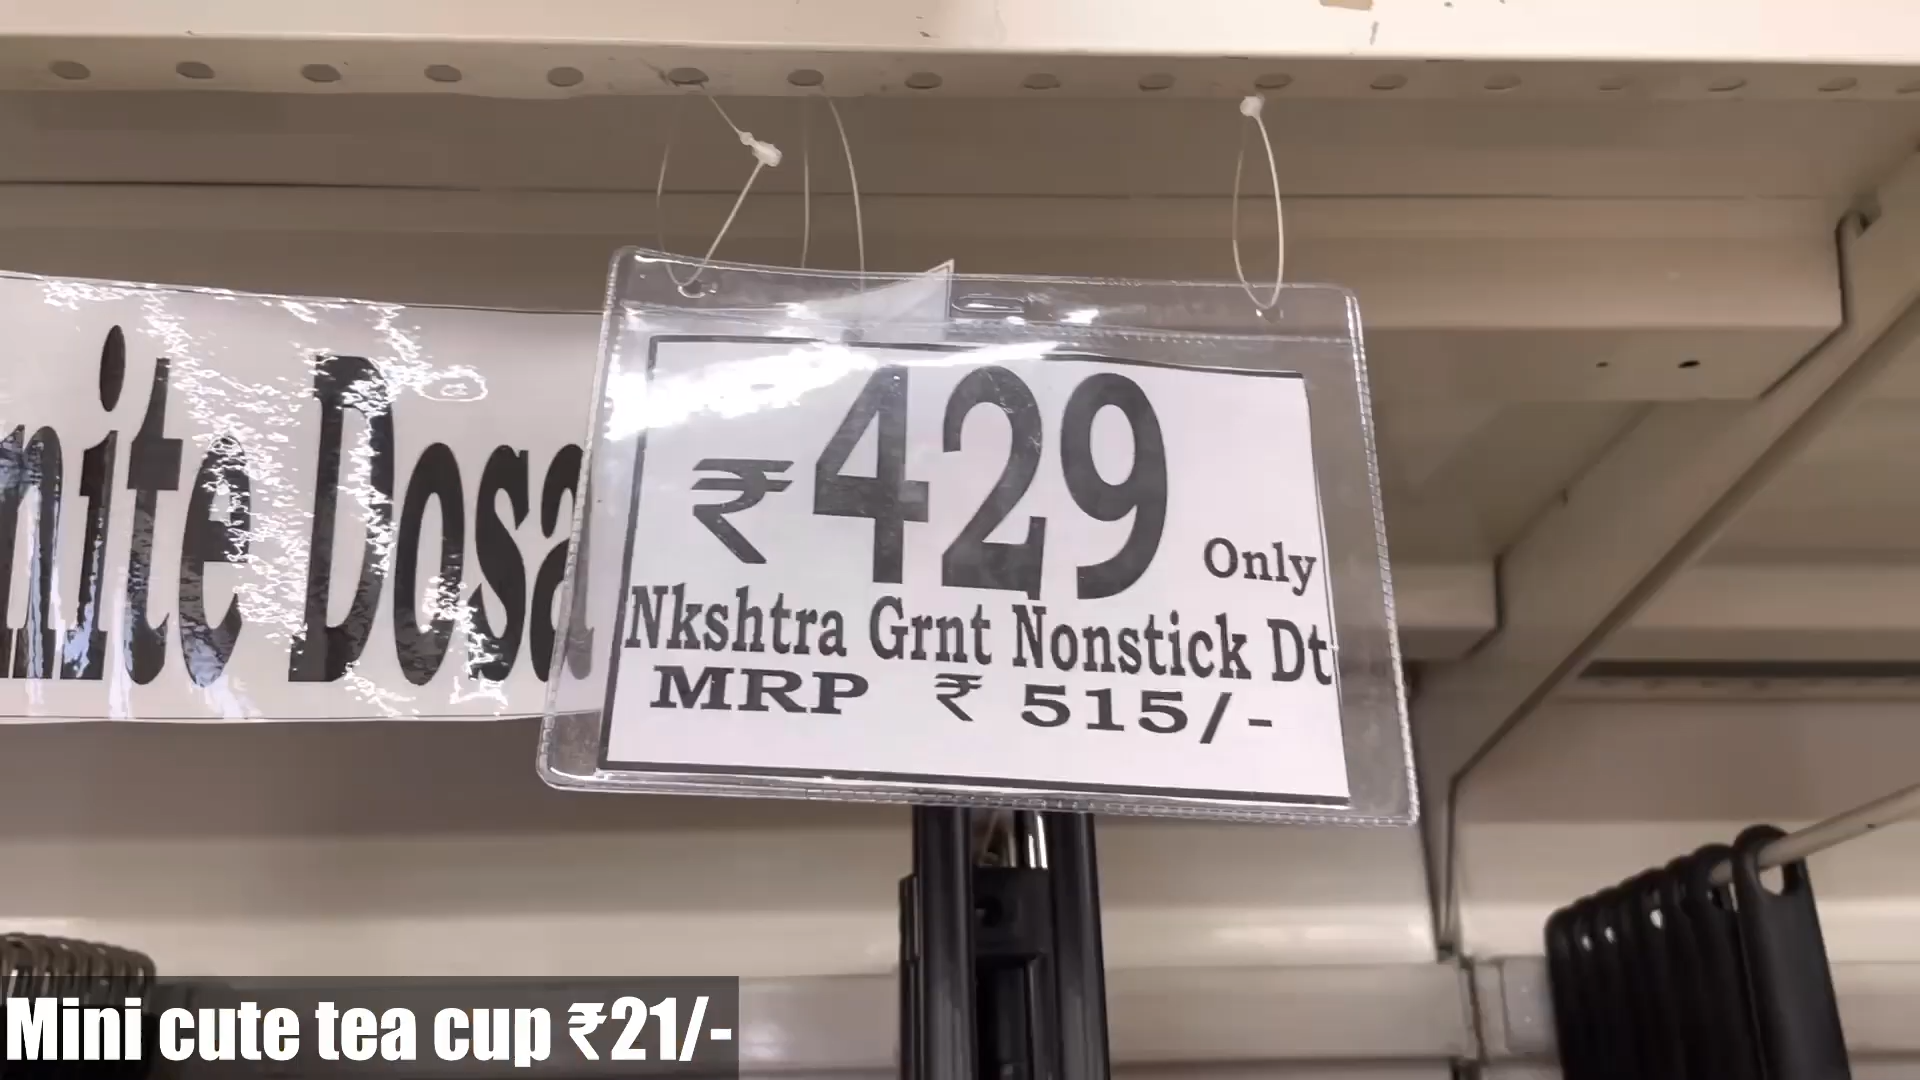 nite Dosa
₹ 429 Only
Nkshtra Grnt Nonstick Dt
MRP ₹ 515/-
Mini cute tea cup ₹21/-